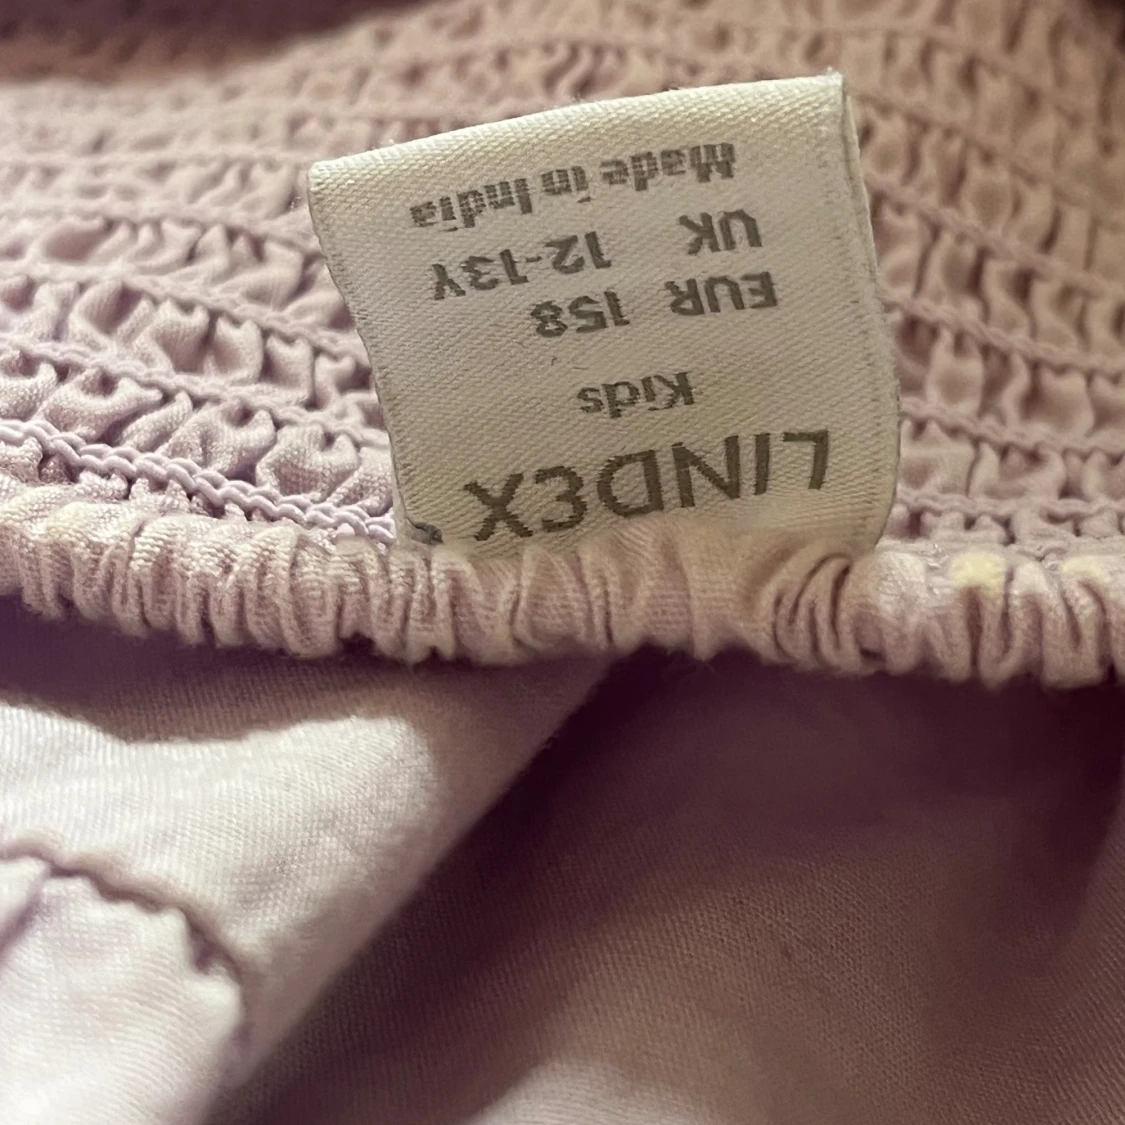 LINDEX
Kids
EUR 158
UK 12-13Y
Made in India